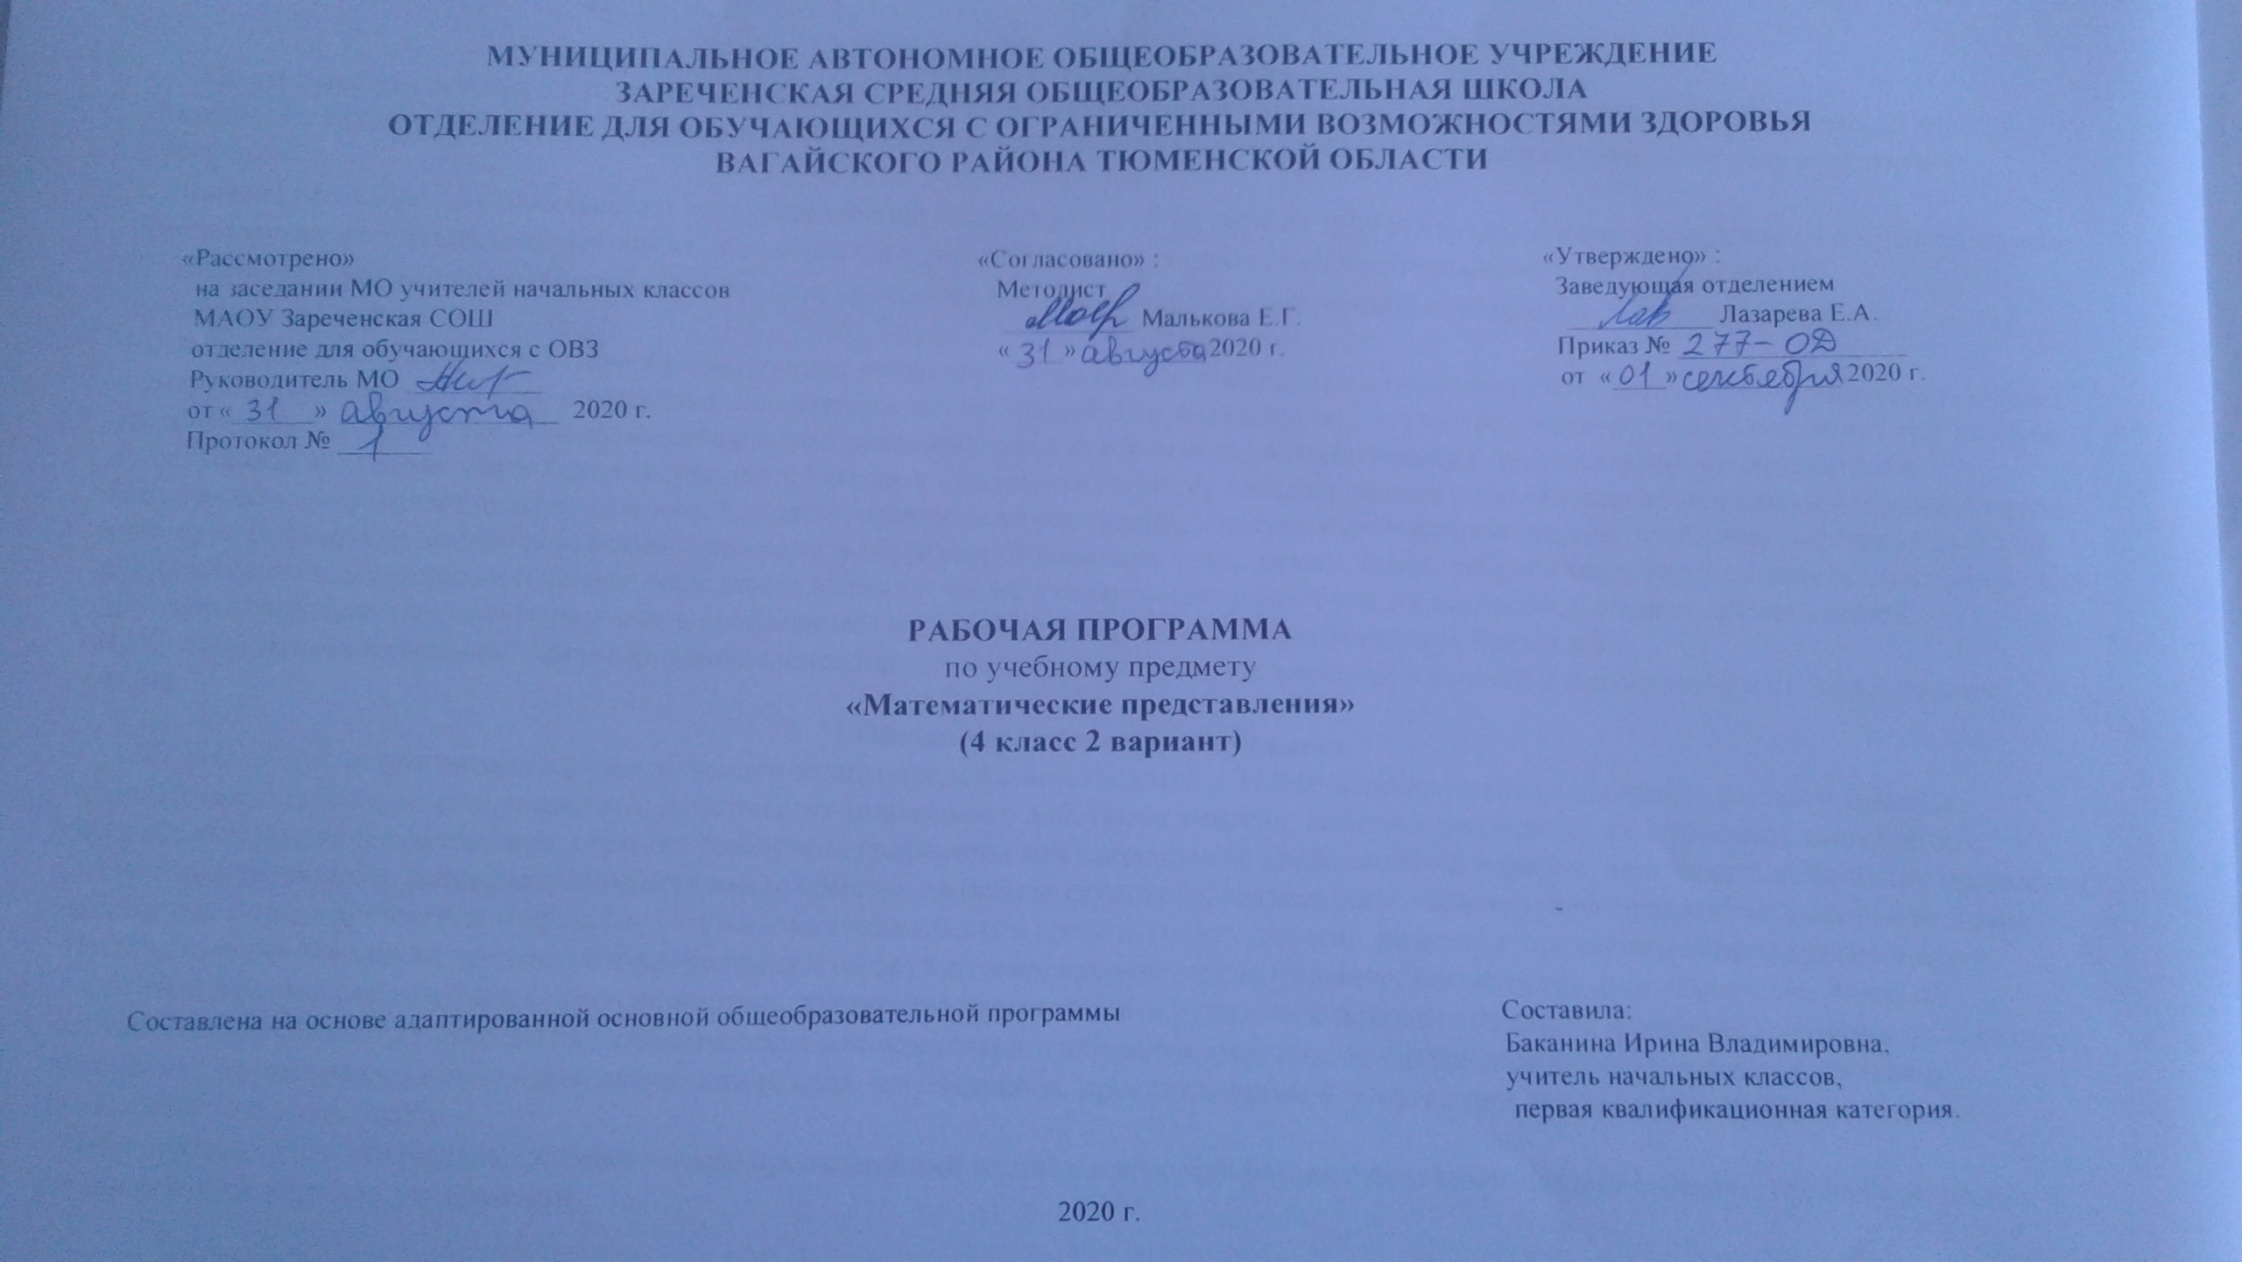 МУНИЦИПАЛЬНОЕ АВТОНОМНОЕ ОБЩЕОБРАЗОВАТЕЛЬНОЕ УЧРЕЖДЕНИЕ
ЗАРЕЧЕНСКАЯ СРЕДНЯЯ ОБЩЕОБРАЗОВАТЕЛЬНАЯ ШКОЛА
ОТДЕЛЕНИЕ ДЛЯ ОБУЧАЮЩИХСЯ С ОГРАНИЧЕННЫМИ ВОЗМОЖНОСТЯМИ ЗДОРОВЬЯ
ВАГАЙСКОГО РАЙОНА ТЮМЕНСКОЙ ОБЛАСТИ
«Рассмотрено»
на заседании МО учителей начальных классов
МАОУ Зареченская СОШ
отделение для обучающихся с ОВЗ
Руководитель МО
от « 31 » августа 2020 г.
Протокол № 1
«Согласовано» :
Методист
Малькова Е.Г.
« 31 » августа 2020 г.
«Утверждено» :
Заведующая отделением
Лазарева Е.А.
Приказ № 277-ОД
от « 01 » сентября 2020 г.
РАБОЧАЯ ПРОГРАММА
по учебному предмету
«Математические представления»
(4 класс 2 вариант)
Составлена на основе адаптированной основной общеобразовательной программы
Составила:
Баканина Ирина Владимировна,
учитель начальных классов,
первая квалификационная категория.
2020 г.